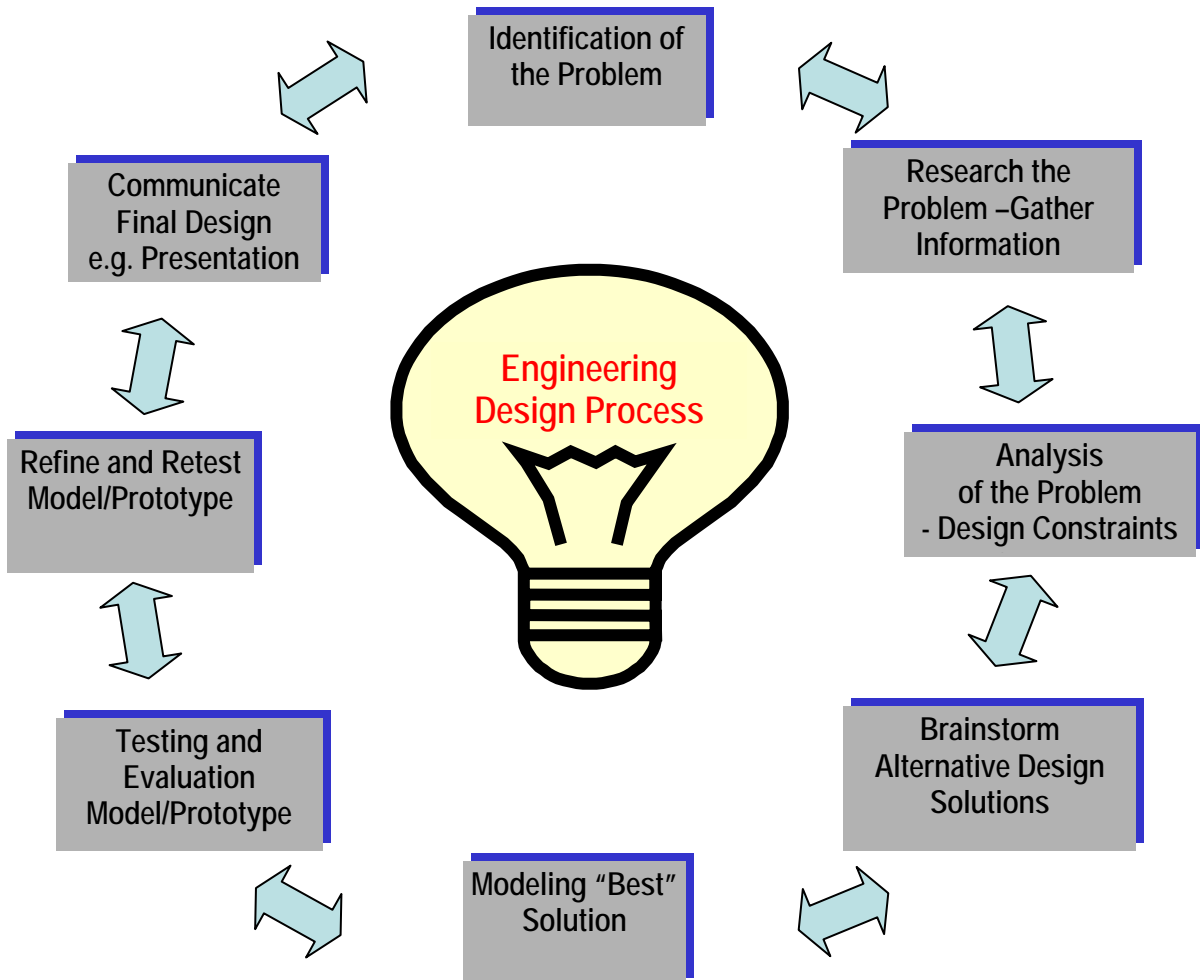 Identification of
the Problem
Research the
Problem –Gather
Information
Analysis
of the Problem
- Design Constraints
Brainstorm
Alternative Design
Solutions
Modeling “Best”
Solution
Testing and
Evaluation
Model/Prototype
Refine and Retest
Model/Prototype
Communicate
Final Design
e.g. Presentation
Engineering
Design Process